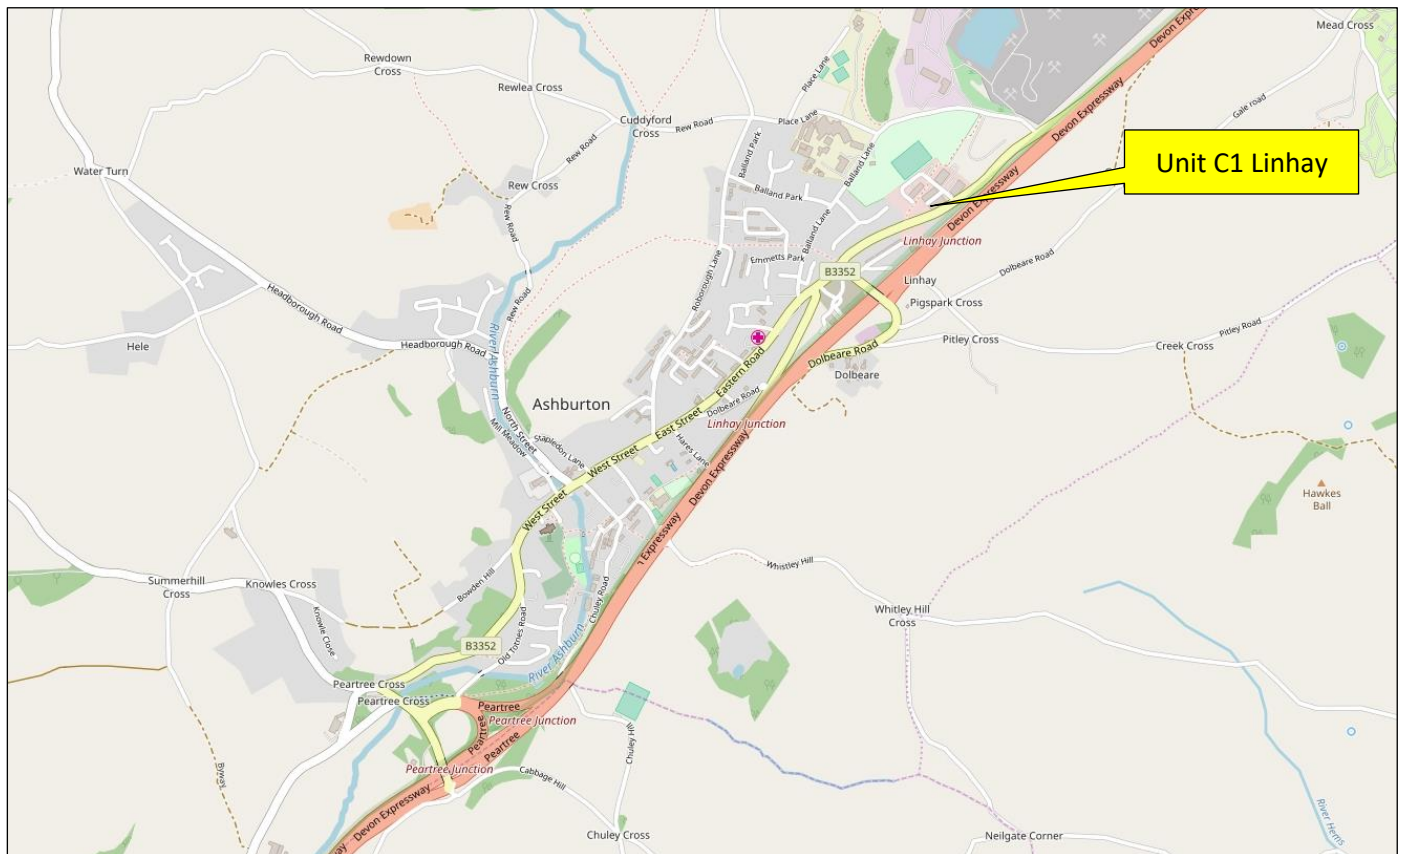 Mead Cross
Devon Expres
Rewdown
Cross
Rewlea Cross
Place Lane
Devon Expressway
Gale road
Cuddyford
Cross
Rew Road
Place Lane
Rew Road
Balland Park
Balland Lane
Unit C1 Linhay
Water Turn
Rew Cross
Balland Park
Devon Expressway
Rew Road
Balland Lane
Linhay Junction
Emmetts Park
Dolbeare Road
B3352
Roborough Lane
Linhay
Headborough Road
Rew Road
Pigspark Cross
Pitley Road
River Ashburn
Headborough Road
Hele
Pitley Cross
Creek Cross
Dolbeare Road
Eastern Road
Dolbeare
Ashburton
Dolbeare Road
East Street
Linhay Junction
North Street
Mill Meadow
Stapledon Lane
Hares Lane
West Street
Devon Expressway
Hawkes
Ball
West Street
n Expressway
Whistley Hill
Summerhill
Cross
Knowles Cross
Bowden Hill
Chuley Road
Whitley Hill
Cross
Knowle Close
Old Totnes Road
B3352
River Ashburn
Peartree Cross
Peartree Cross
Peartree
Peartree Junction
Peartree
Peartree
Chuley H
Peartree Junction
Cabbage Hill
Byway
Devon Expressway
River Hems
Chuley Cross
Neilgate Corner
way